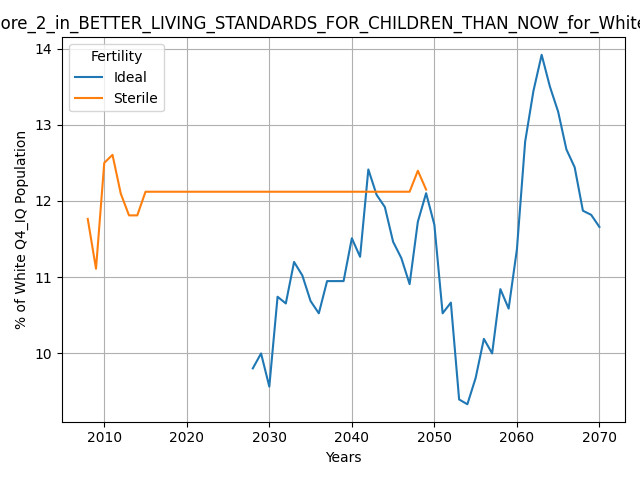 ore_2_in_BETTER_LIVING_STANDARDS_FOR_CHILDREN_THAN_NOW_for_White
Fertility
Ideal
Sterile
% of White Q4_IQ Population
14
13
12
11
10
2010 2020 2030 2040 2050 2060 2070
Years